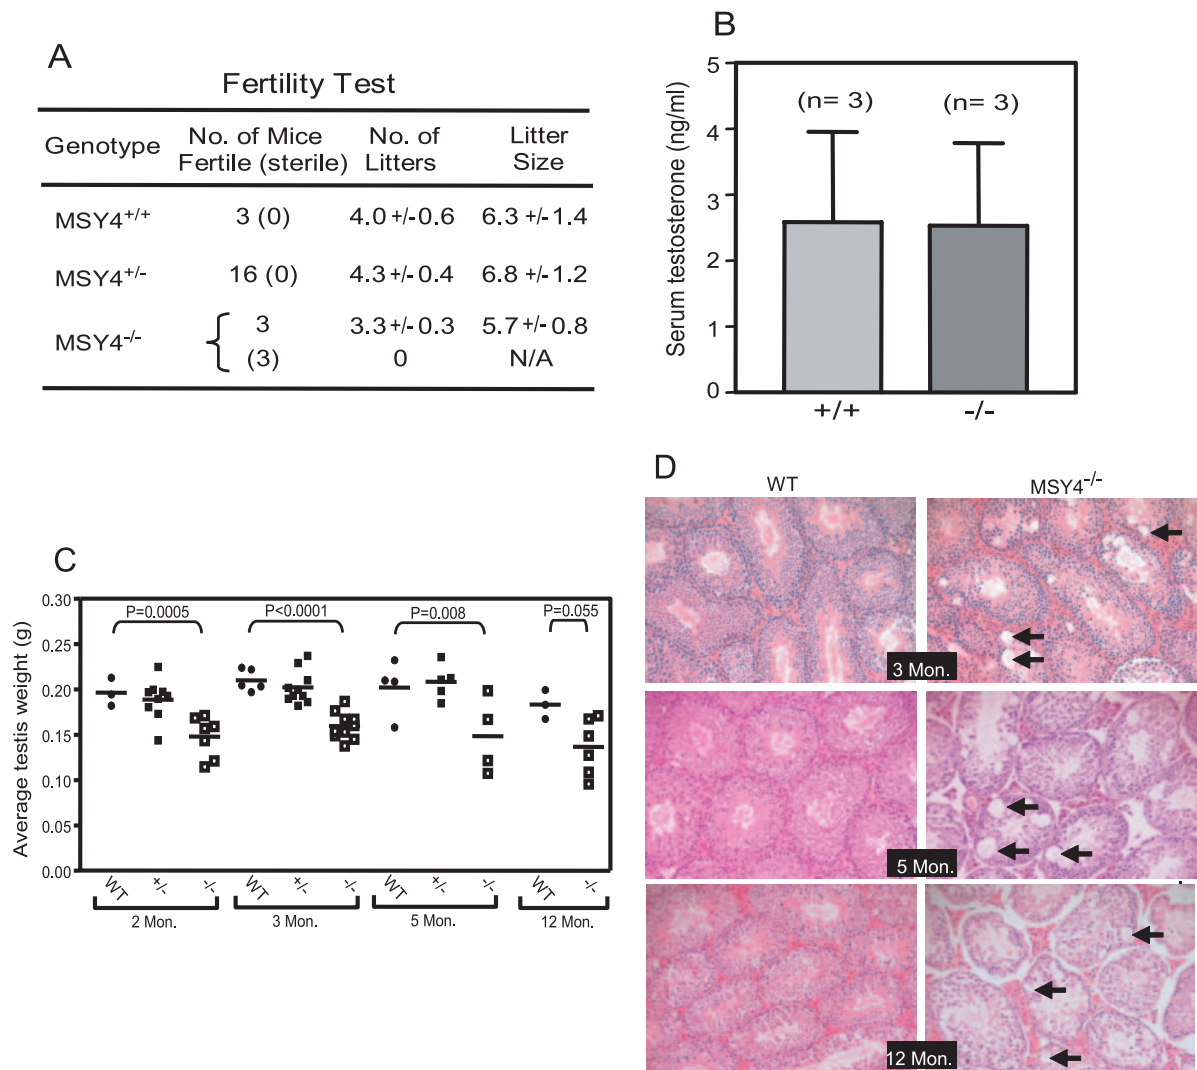 A
Fertility Test
Genotype No. of Mice Fertile (sterile) No. of Litters Litter Size
MSY4+/+ 3 (0) 4.0 +/- 0.6 6.3 +/- 1.4
MSY4+/- 16 (0) 4.3 +/- 0.4 6.8 +/- 1.2
MSY4-/- 3 3.3 +/- 0.3 5.7 +/- 0.8
(3) 0 N/A
B
Serum testosterone (ng/ml)
5
4
3
2
1
0
(n= 3) (n= 3)
+/+ -/-
C
Average testis weight (g)
0.30
0.25
0.20
0.15
0.10
0.05
0.00
P=0.0005 P<0.0001 P=0.008 P=0.055
WT +/- -/- WT +/- -/- WT +/- -/- WT -/-
2 Mon. 3 Mon. 5 Mon. 12 Mon.
D
WT MSY4-/-
3 Mon.
5 Mon.
12 Mon.